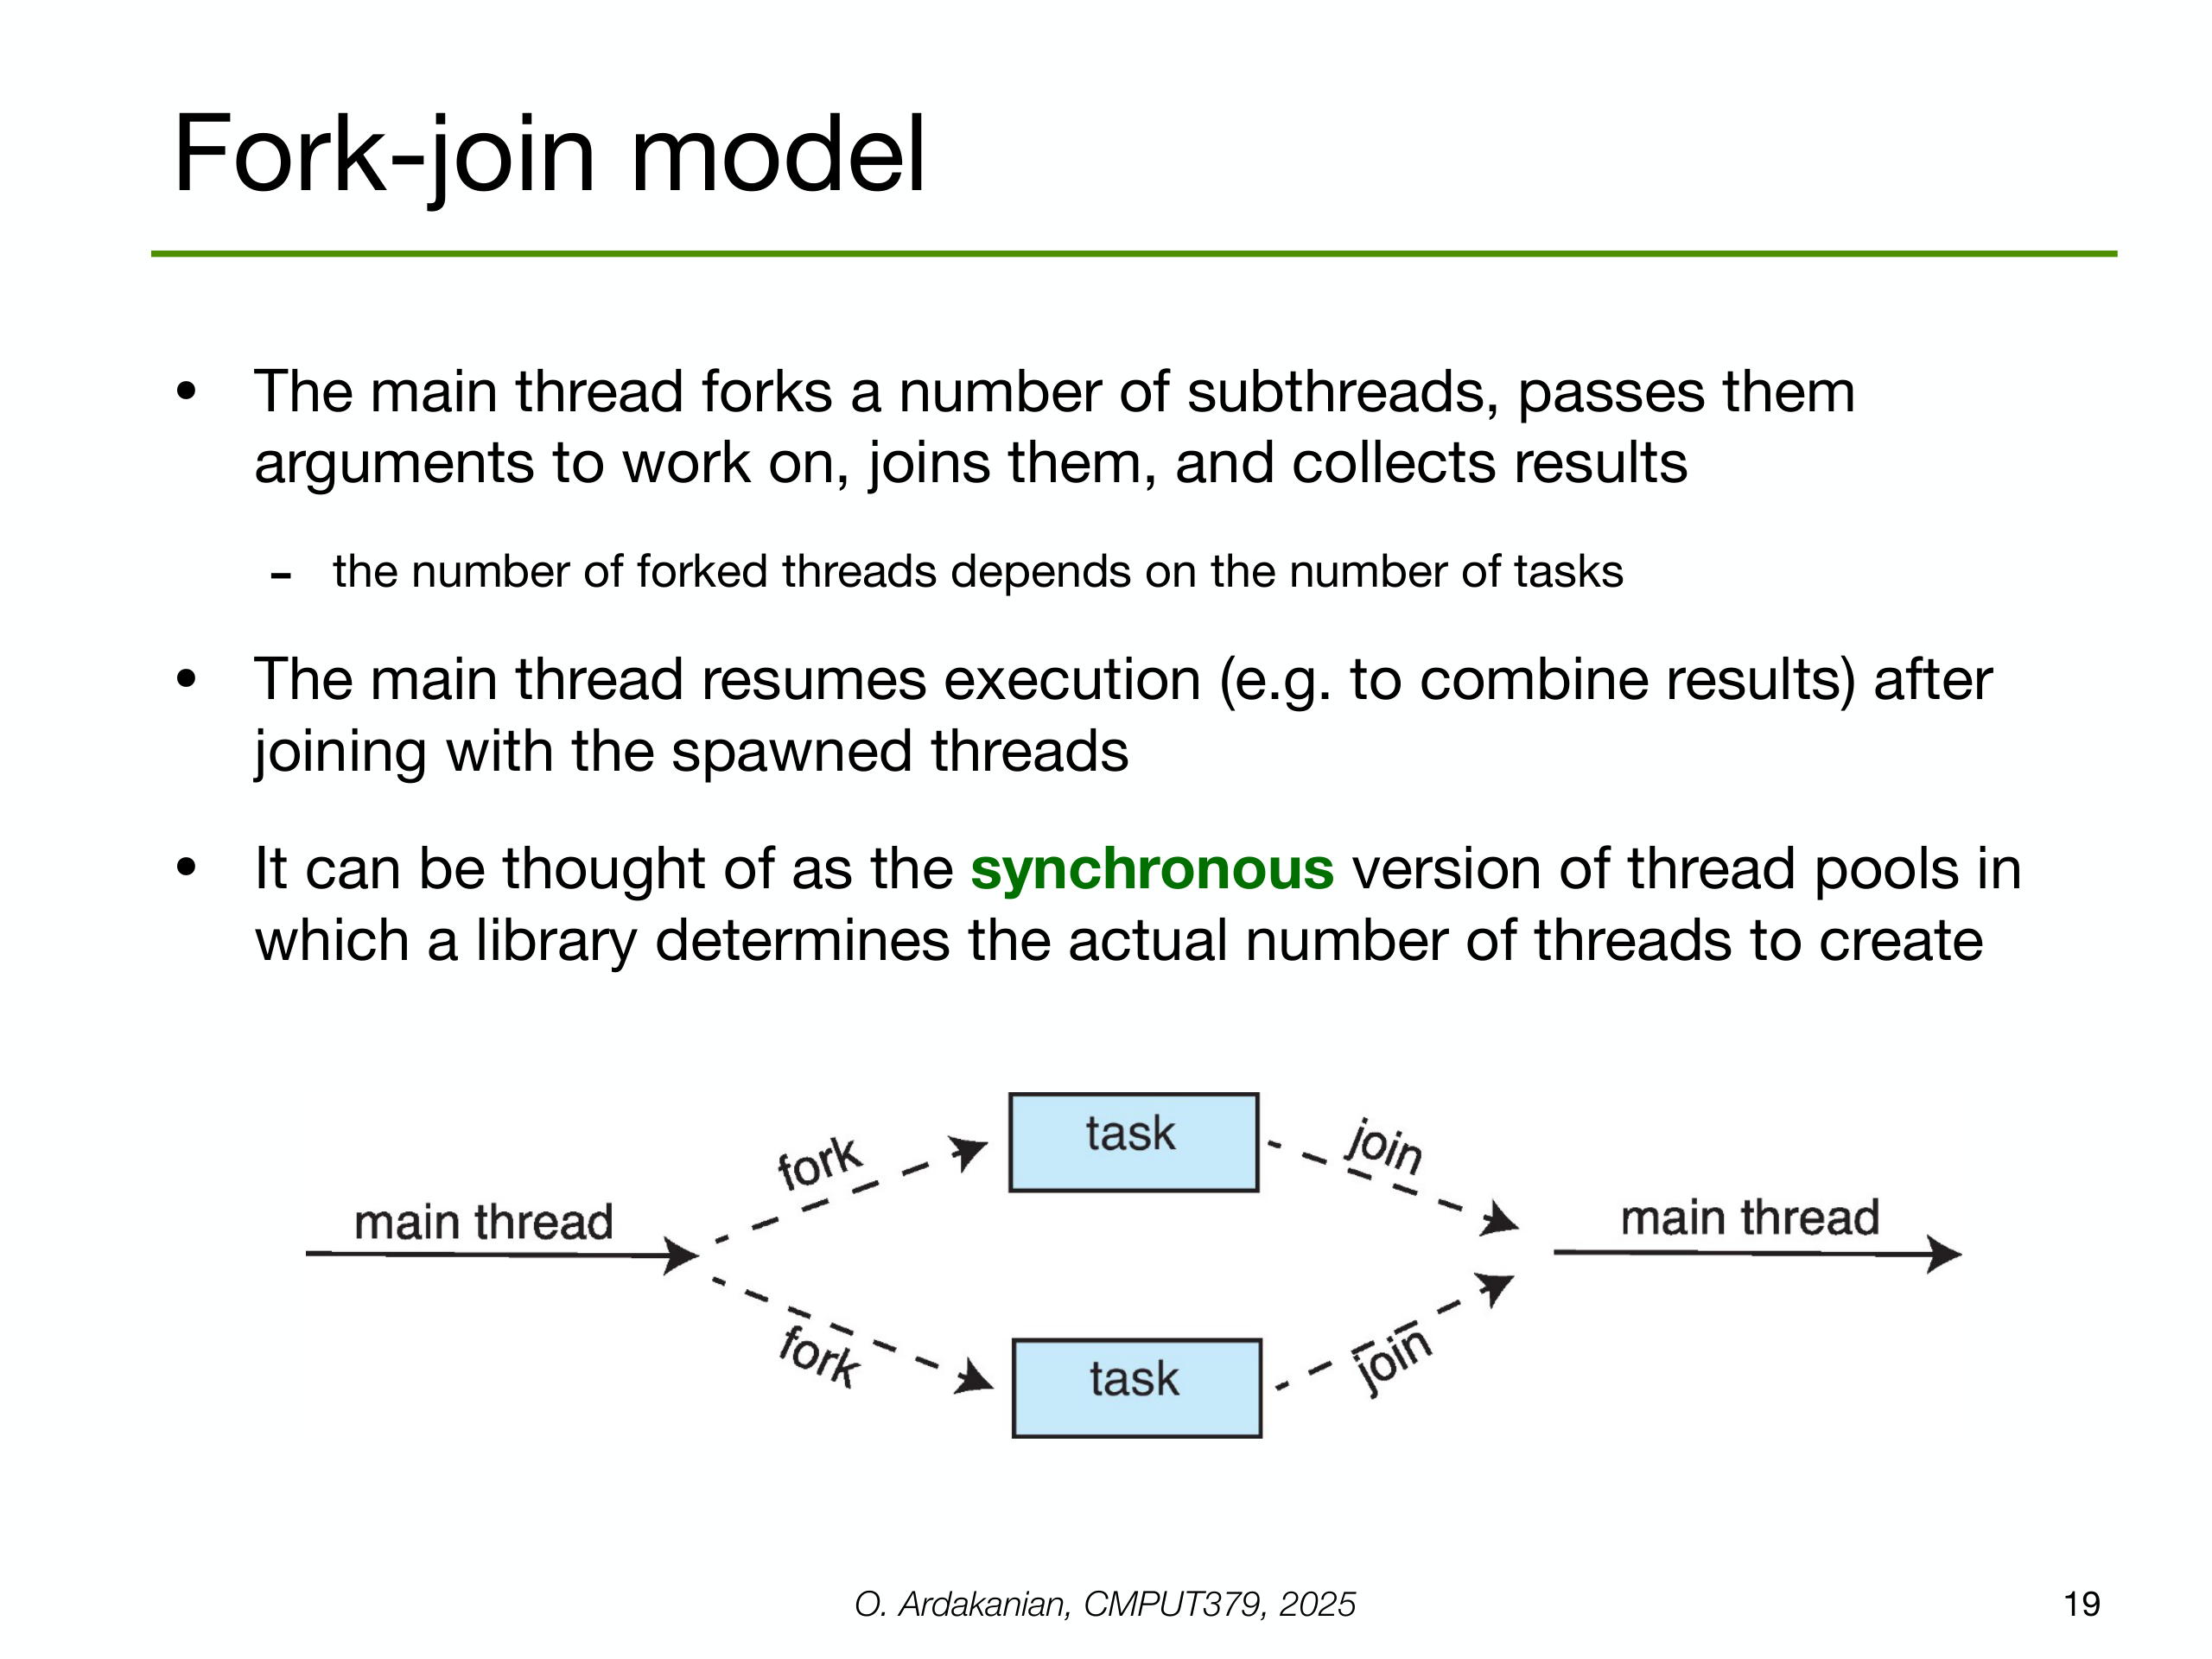 Fork-join model
• The main thread forks a number of subthreads, passes them
arguments to work on, joins them, and collects results
- the number of forked threads depends on the number of tasks
• The main thread resumes execution (e.g. to combine results) after
joining with the spawned threads
• It can be thought of as the synchronous version of thread pools in
which a library determines the actual number of threads to create
task
fork
join
main thread
main thread
fork
join
task
O. Ardakanian, CMPUT379, 2025
19